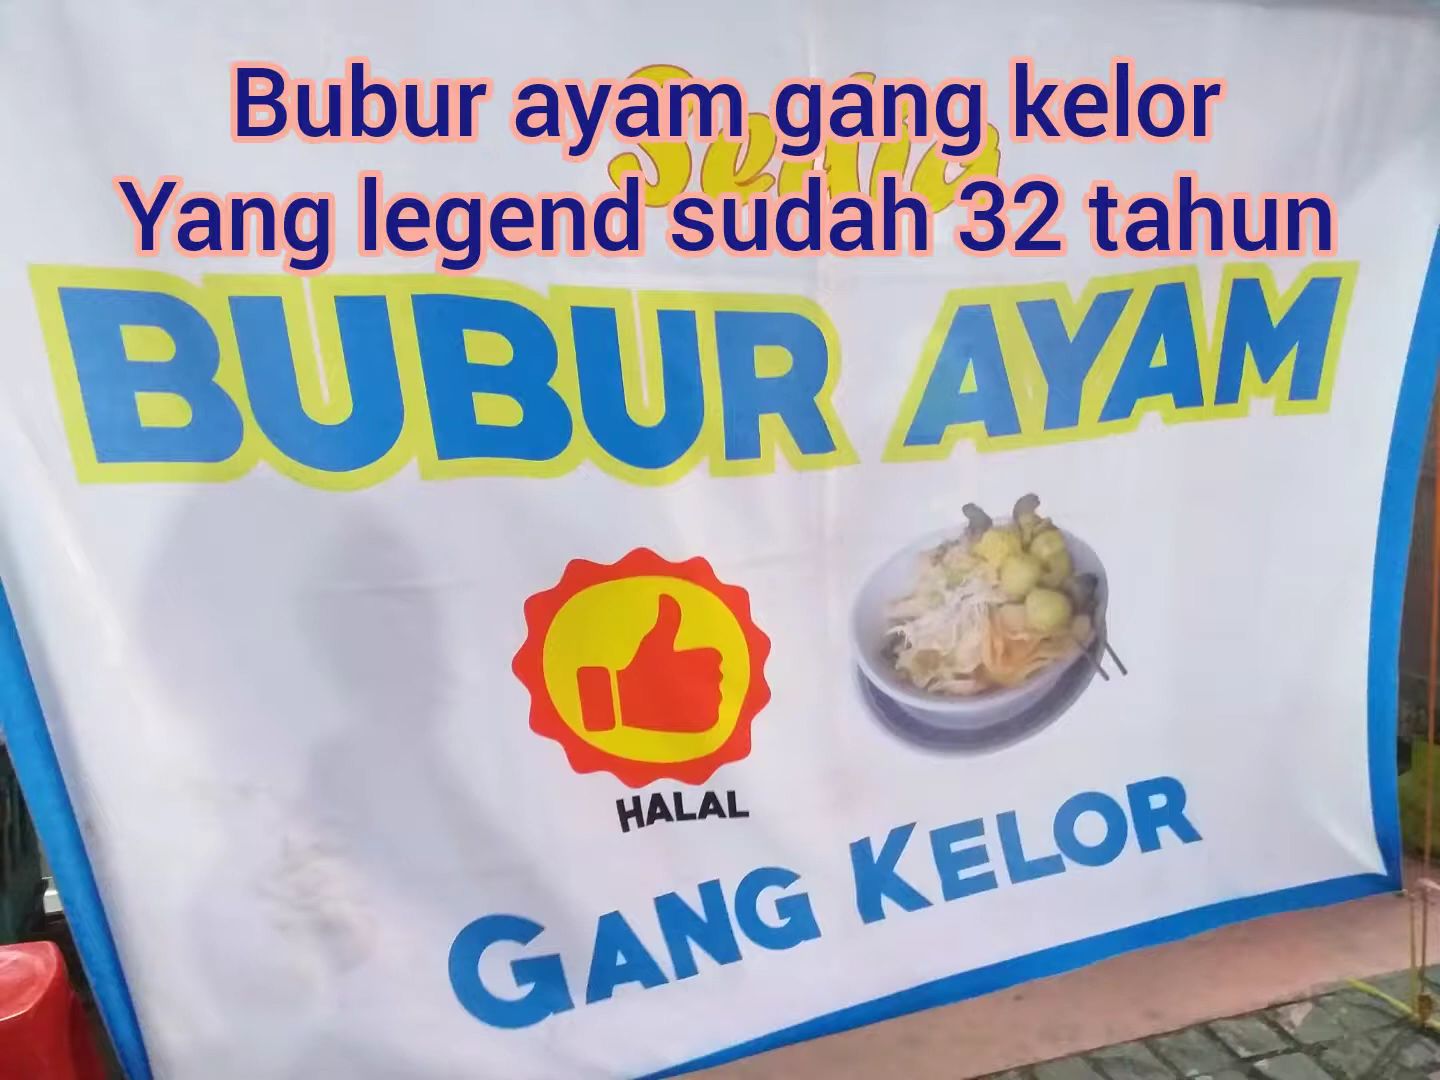 Bubur ayam gang kelor
Yang legend sudah 32 tahun
BUBUR AYAM
HALAL
GANG KELOR